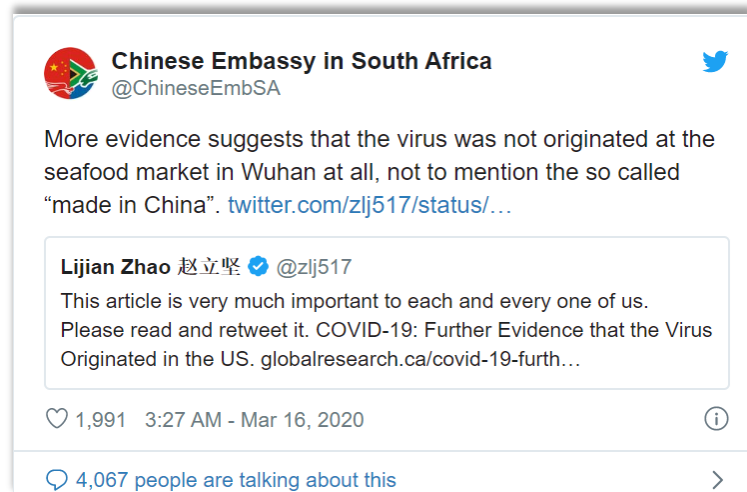 Chinese Embassy in South Africa
@ChineseEmbSA
More evidence suggests that the virus was not originated at the
seafood market in Wuhan at all, not to mention the so called
“made in China”. twitter.com/zlj517/status/…
Lijian Zhao 赵立坚 @zlj517
This article is very much important to each and every one of us.
Please read and retweet it. COVID-19: Further Evidence that the Virus
Originated in the US. globalresearch.ca/covid-19-furth…
1,991 3:27 AM - Mar 16, 2020
4,067 people are talking about this